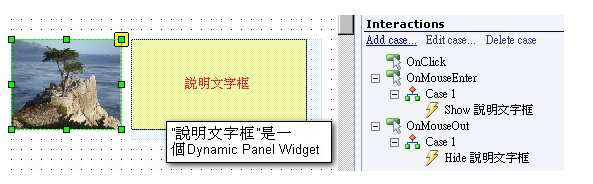 說明文字框
"說明文字框"是一
個Dynamic Panel Widget
Interactions
Add case... Edit case... Delete case
OnClick
OnMouseEnter
Case 1
Show 說明文字框
OnMouseOut
Case 1
Hide 說明文字框